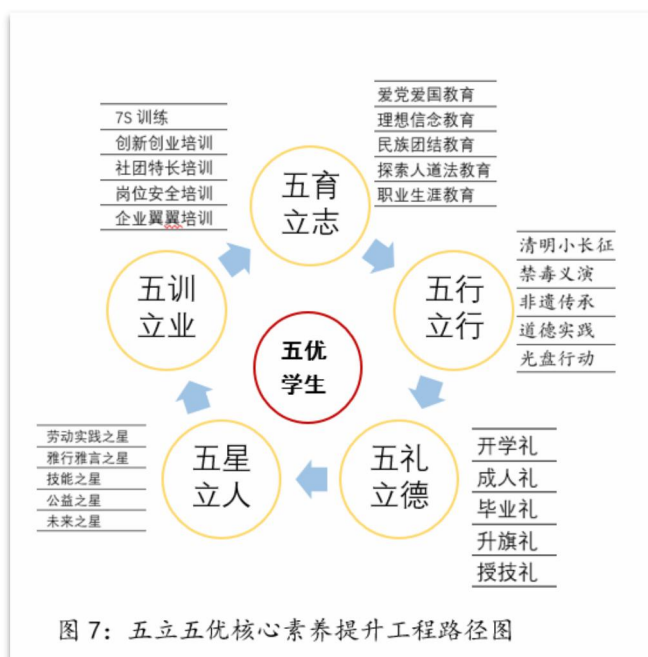 7S 训练
创新创业培训
社团特长培训
岗位安全培训
企业翼翼培训
五育
立志
爱党爱国教育
理想信念教育
民族团结教育
探索人道法教育
职业生涯教育
五行
立行
清明小长征
禁毒义演
非遗传承
道德实践
光盘行动
五礼
立德
开学礼
成人礼
毕业礼
升旗礼
授技礼
五星
立人
劳动实践之星
雅行雅言之星
技能之星
公益之星
未来之星
五训
立业
五优
学生
图 7：五立五优核心素养提升工程路径图